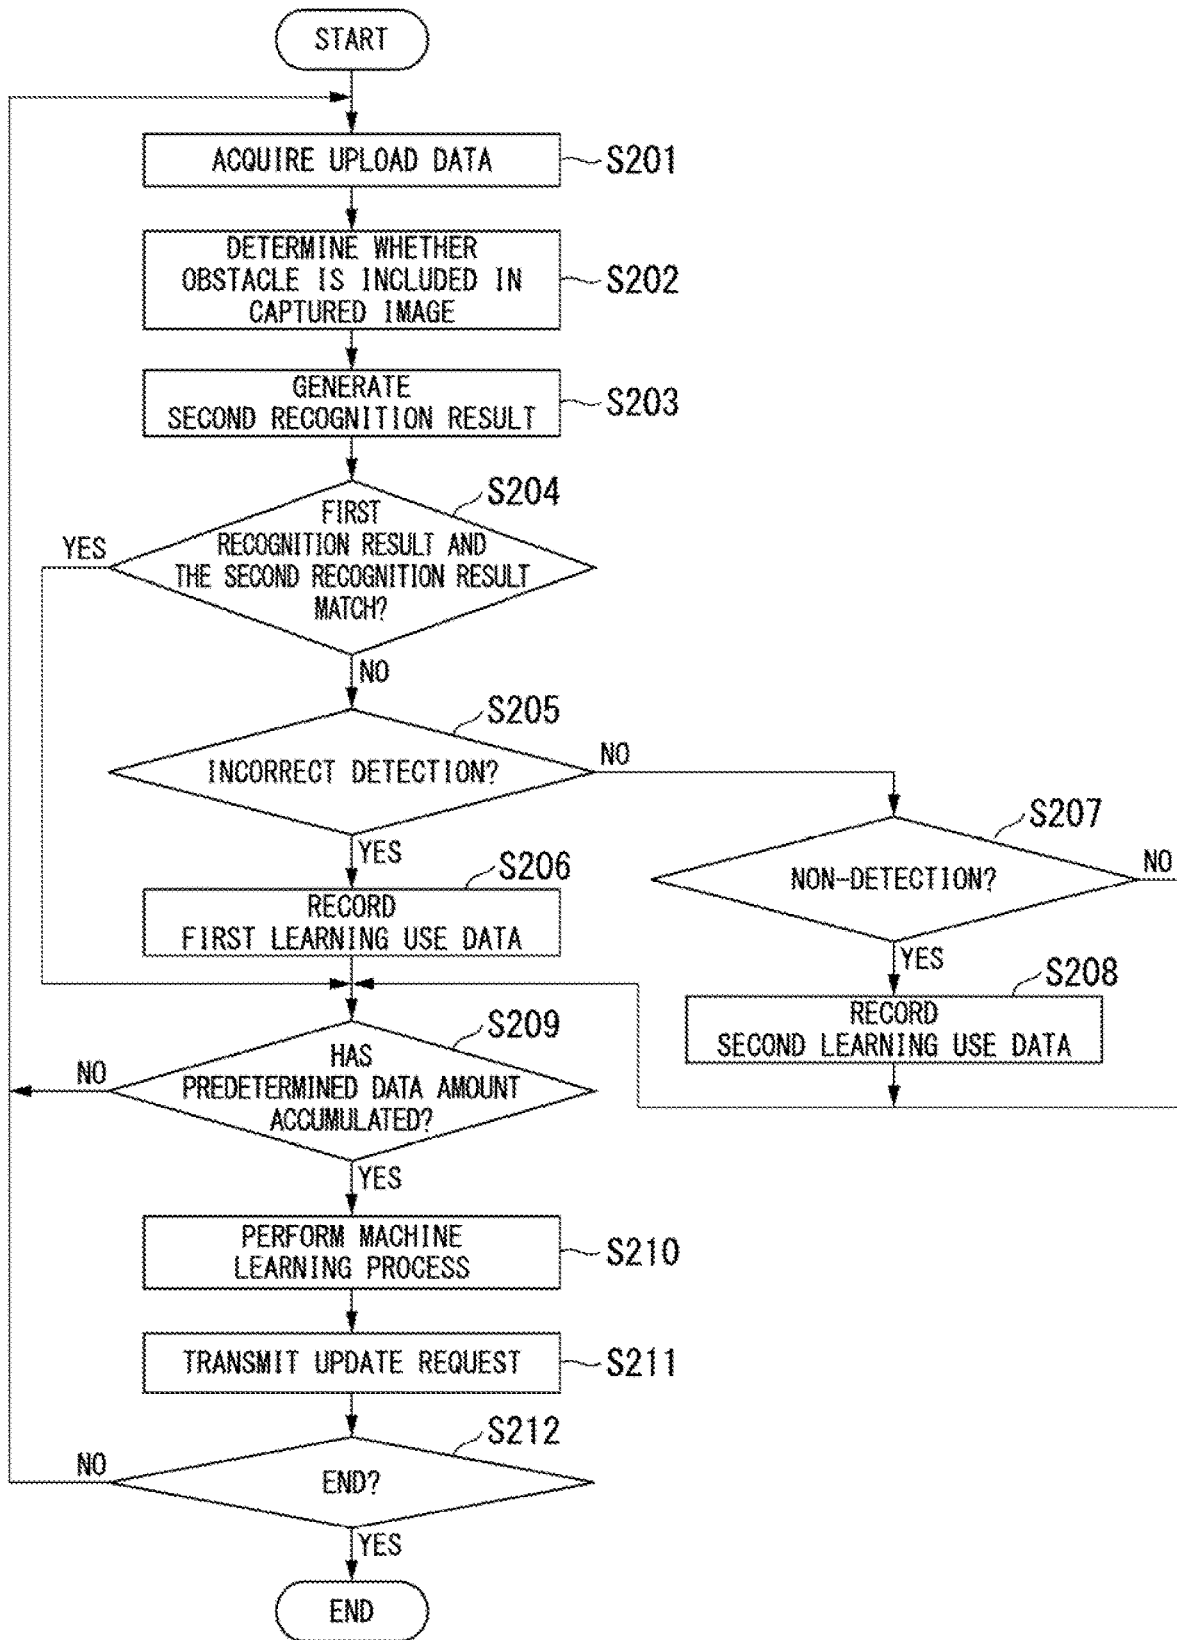 START
ACQUIRE UPLOAD DATA
S201
DETERMINE WHETHER
OBSTACLE IS INCLUDED IN
CAPTURED IMAGE
S202
GENERATE
SECOND RECOGNITION RESULT
S203
S204
FIRST
RECOGNITION RESULT AND
THE SECOND RECOGNITION RESULT
MATCH?
YES
NO
S205
INCORRECT DETECTION?
NO
YES
S206
RECORD
FIRST LEARNING USE DATA
S207
NON-DETECTION?
NO
YES
S208
RECORD
SECOND LEARNING USE DATA
S209
HAS
PREDETERMINED DATA AMOUNT
ACCUMULATED?
NO
YES
PERFORM MACHINE
LEARNING PROCESS
S210
TRANSMIT UPDATE REQUEST
S211
S212
END?
NO
YES
END